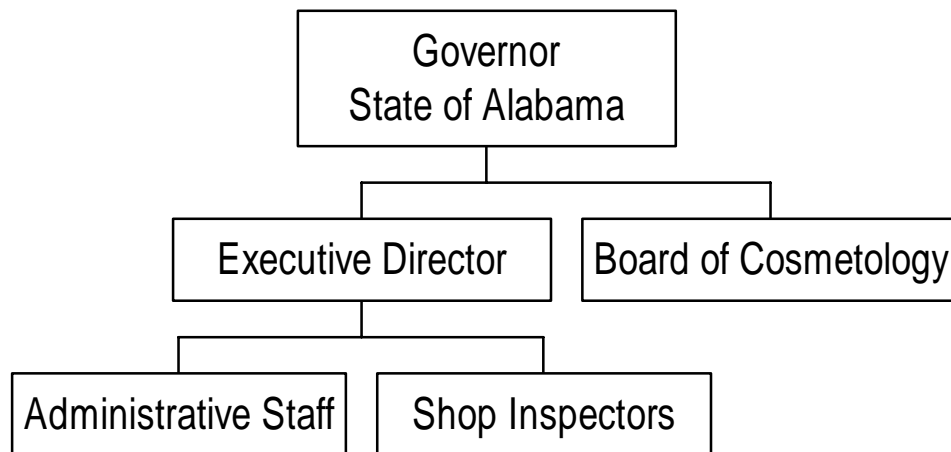 Governor
State of Alabama
Executive Director
Board of Cosmetology
Administrative Staff
Shop Inspectors